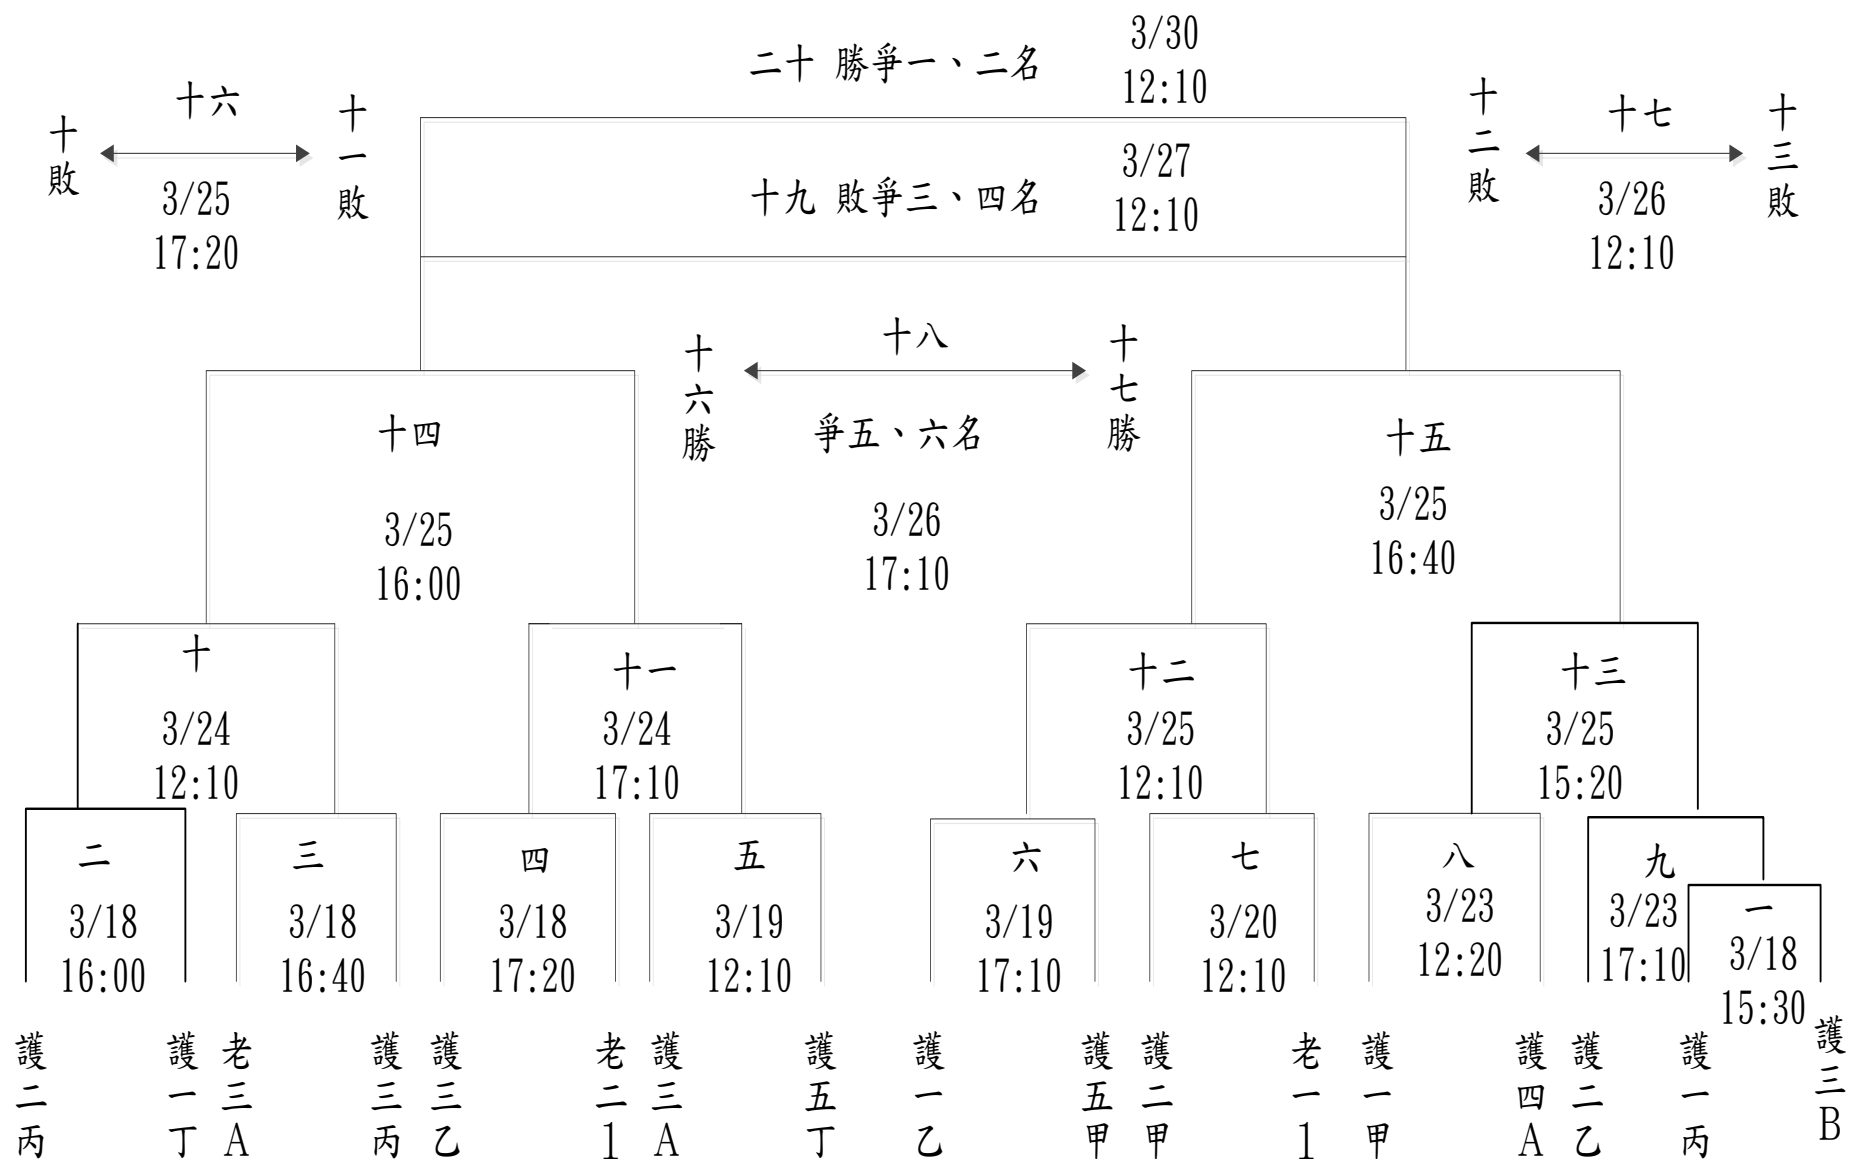 二十 勝爭一、二名
3/30
12:10
十敗
十六
3/25
17:20
十一敗
十九 敗爭三、四名
3/27
12:10
十二敗
十七
3/26
12:10
十三敗
十六勝
十八
爭五、六名
3/26
17:10
十七勝
十四
3/25
16:00
十五
3/25
16:40
十
3/24
12:10
十一
3/24
17:10
十二
3/25
12:10
十三
3/25
15:20
二
3/18
16:00
三
3/18
16:40
四
3/18
17:20
五
3/19
12:10
六
3/19
17:10
七
3/20
12:10
八
3/23
12:20
九
3/23
17:10
一
3/18
15:30
護二丙
護一丁
老三A
護三丙
護三乙
老二1
護三A
護五丁
護一乙
護五甲
護二甲
老一1
護一甲
護四A
護二乙
護一丙
護三B